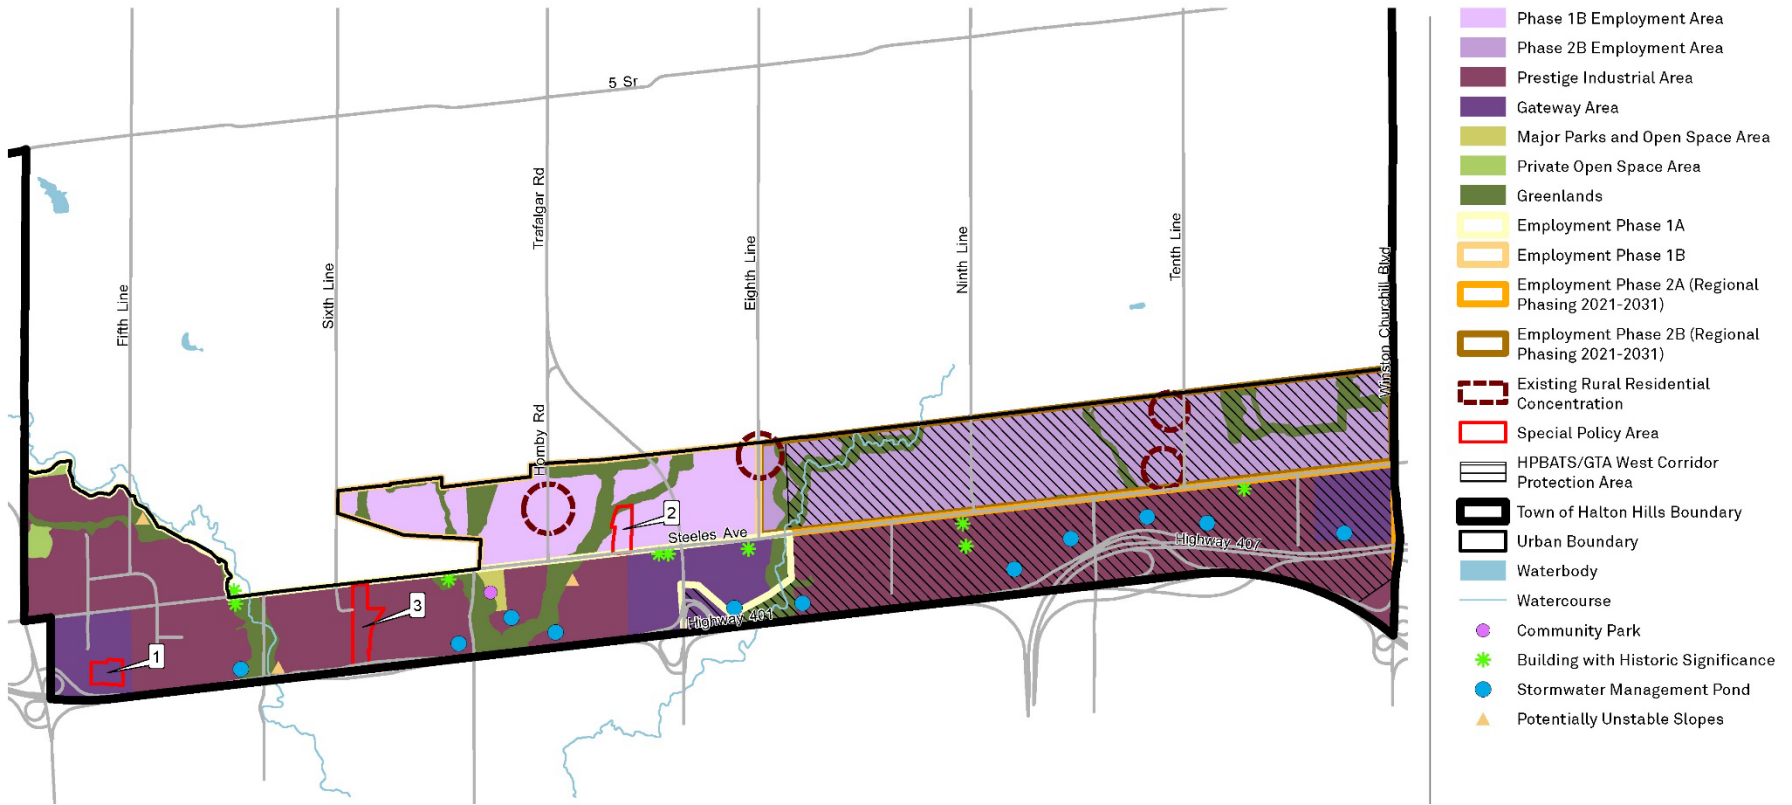 5 Sr
Fifth Line
Sixth Line
Trafalgar Rd
Hornby Rd
Eighth Line
Ninth Line
Tenth Line
Winston Churchill Blvd
Steeles Ave
Highway 401
Highway 407
1
2
3
Phase 1B Employment Area
Phase 2B Employment Area
Prestige Industrial Area
Gateway Area
Major Parks and Open Space Area
Private Open Space Area
Greenlands
Employment Phase 1A
Employment Phase 1B
Employment Phase 2A (Regional
Phasing 2021-2031)
Employment Phase 2B (Regional
Phasing 2021-2031)
Existing Rural Residential
Concentration
Special Policy Area
HPBATS/GTA West Corridor
Protection Area
Town of Halton Hills Boundary
Urban Boundary
Waterbody
Watercourse
Community Park
Building with Historic Significance
Stormwater Management Pond
Potentially Unstable Slopes